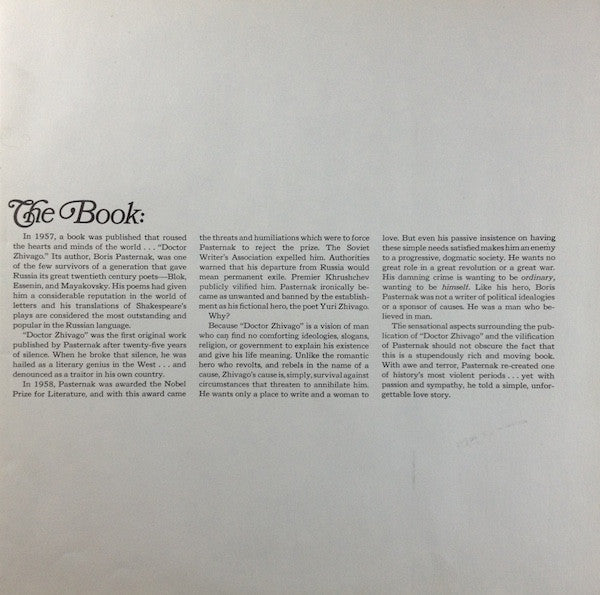 The Book:
In 1957, a book was published that roused
the hearts and minds of the world . . . “Doctor
Zhivago.” Its author, Boris Pasternak, was one
of the few survivors of a generation that gave
Russia its great twentieth century poets—Blok,
Essenin, and Mayakovsky. His poems had given
him a considerable reputation in the world of
letters and his translations of Shakespeare's
plays are considered the most outstanding and
popular in the Russian language.
“Doctor Zhivago” was the first original work
published by Pasternak after twenty-five years
of silence. When he broke that silence, he was
hailed as a literary genius in the West . . . and
denounced as a traitor in his own country.
In 1958, Pasternak was awarded the Nobel
Prize for Literature, and with this award came
the threats and humiliations which were to force
Pasternak to reject the prize. The Soviet
Writer's Association expelled him. Authorities
warned that his departure from Russia would
mean permanent exile. Premier Khrushchev
publicly vilified him. Pasternak ironically be-
came as unwanted and banned by the establish-
ment as his fictional hero, the poet Yuri Zhivago.
Why?
Because “Doctor Zhivago” is a vision of man
who can find no comforting ideologies, slogans,
religion, or government to explain his existence
and give his life meaning. Unlike the romantic
hero who revolts, and rebels in the name of a
cause, Zhivago's cause is, simply, survival against
circumstances that threaten to annihilate him.
He wants only a place to write and a woman to
love. But even his passive insistence on having
these simple needs satisfied makes him an enemy
to a progressive, dogmatic society. He wants no
great role in a great revolution or a great war.
His damning crime is wanting to be ordinary,
wanting to be himself. Like his hero, Boris
Pasternak was not a writer of political idealogies
or a sponsor of causes. He was a man who be-
lieved in man.
The sensational aspects surrounding the pub-
lication of “Doctor Zhivago” and the vilification
of Pasternak should not obscure the fact that
this is a stupendously rich and moving book.
With awe and terror, Pasternak re-created one
of history's most violent periods . . . yet with
passion and sympathy, he told a simple, unfor-
gettable love story.